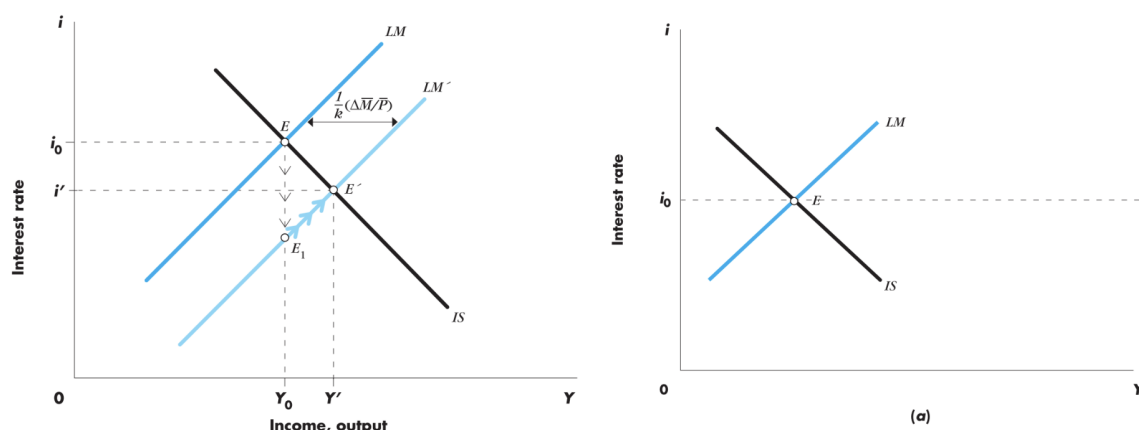 i
LM
LM´
1/k (ΔM̅/P̅)
E
i₀
i′
E´
E₁
IS
Interest rate
0
Y₀
Y′
Y
Income, output
i
LM
i₀
E
IS
Interest rate
0
Y
(a)